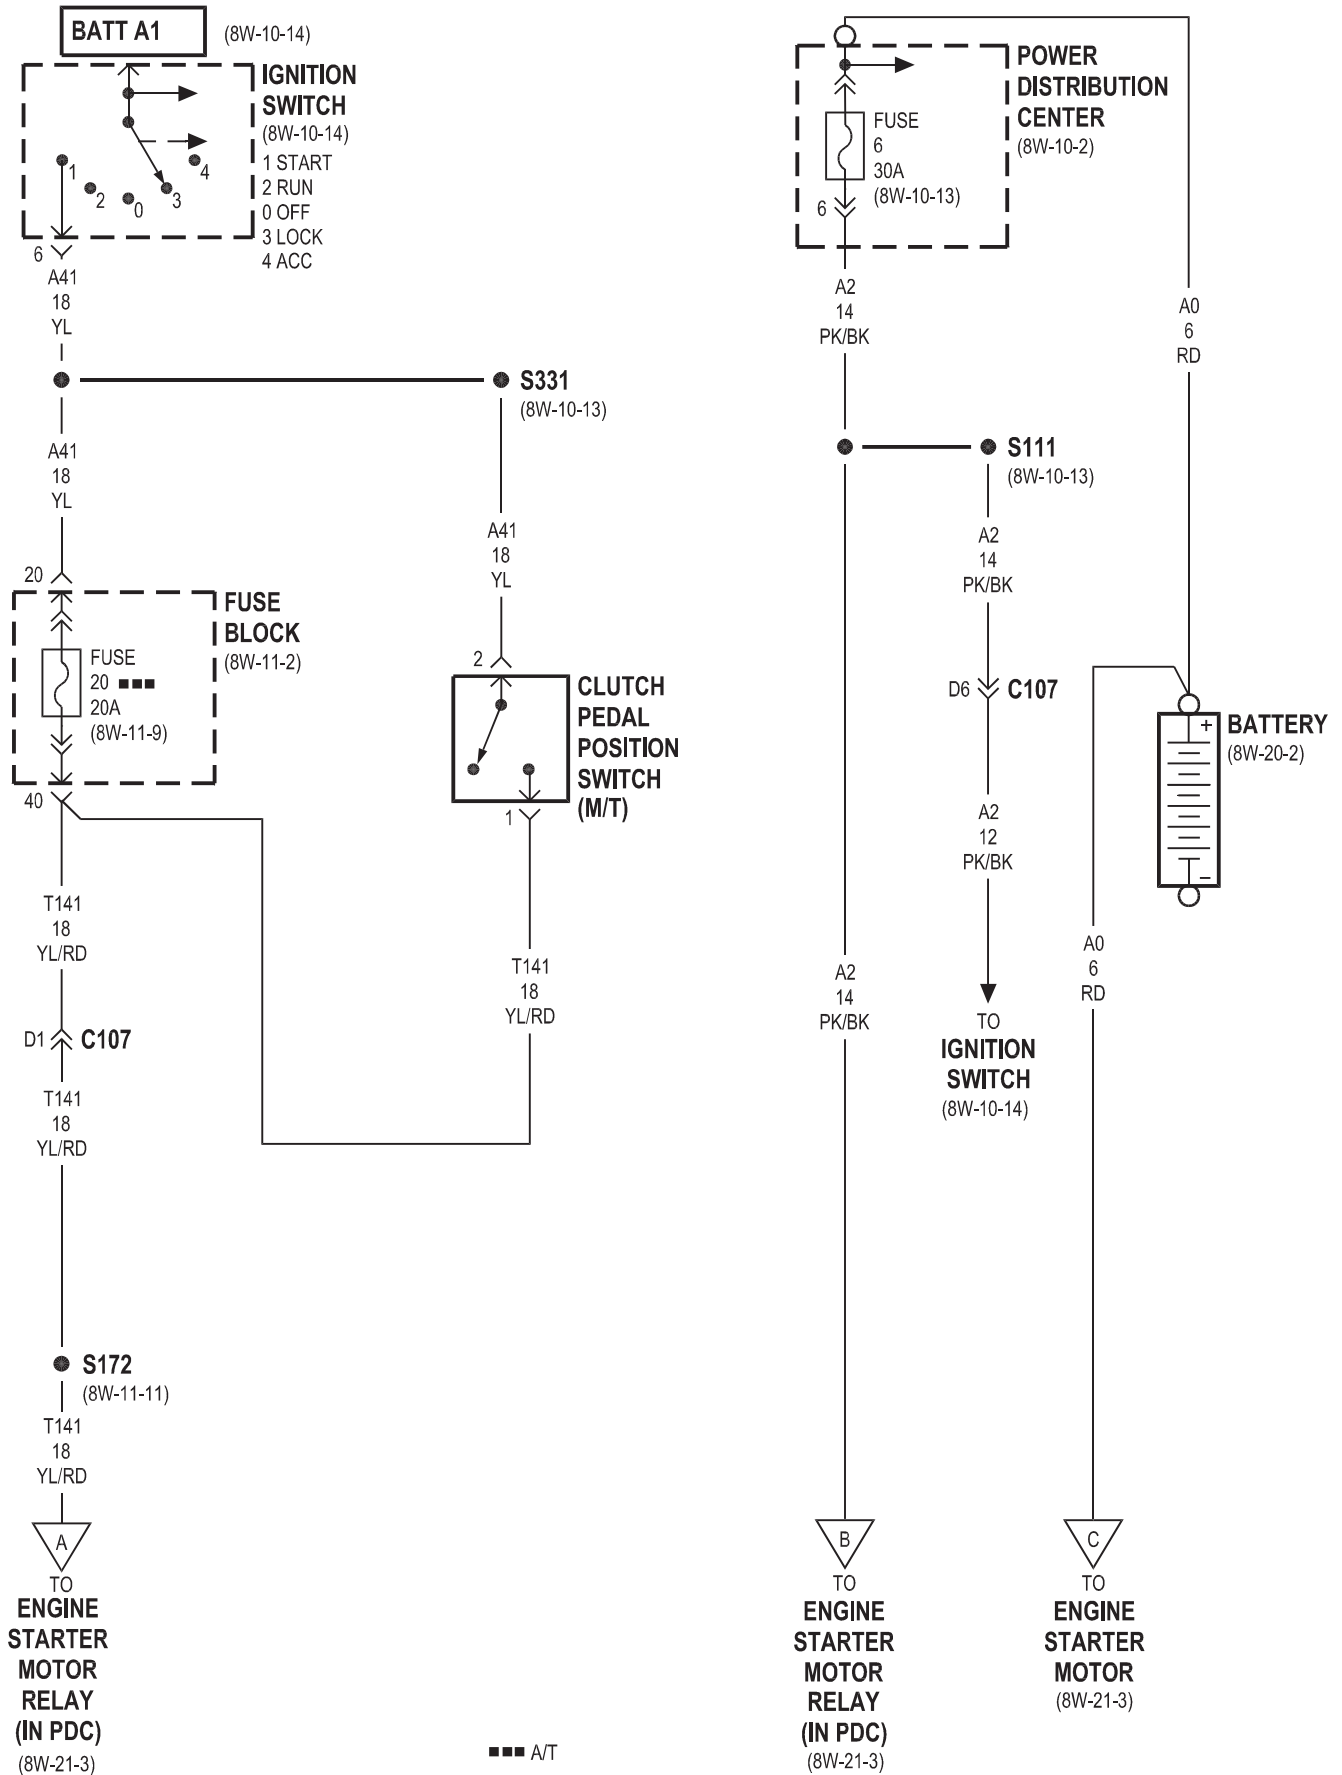 BATT A1
(8W-10-14)
IGNITION
SWITCH
(8W-10-14)
1 START
2 RUN
0 OFF
3 LOCK
4 ACC
1
2
0
3
4
6
A41
18
YL
S331
(8W-10-13)
A41
18
YL
A41
18
YL
20
FUSE
BLOCK
(8W-11-2)
FUSE
20
20A
(8W-11-9)
40
2
CLUTCH
PEDAL
POSITION
SWITCH
(M/T)
1
T141
18
YL/RD
T141
18
YL/RD
D1
C107
T141
18
YL/RD
S172
(8W-11-11)
T141
18
YL/RD
A
TO
ENGINE
STARTER
MOTOR
RELAY
(IN PDC)
(8W-21-3)
A/T
POWER
DISTRIBUTION
CENTER
(8W-10-2)
FUSE
6
30A
(8W-10-13)
6
A2
14
PK/BK
A0
6
RD
S111
(8W-10-13)
A2
14
PK/BK
D6
C107
BATTERY
(8W-20-2)
+
–
A2
12
PK/BK
A2
14
PK/BK
A0
6
RD
TO
IGNITION
SWITCH
(8W-10-14)
B
TO
ENGINE
STARTER
MOTOR
RELAY
(IN PDC)
(8W-21-3)
C
TO
ENGINE
STARTER
MOTOR
(8W-21-3)